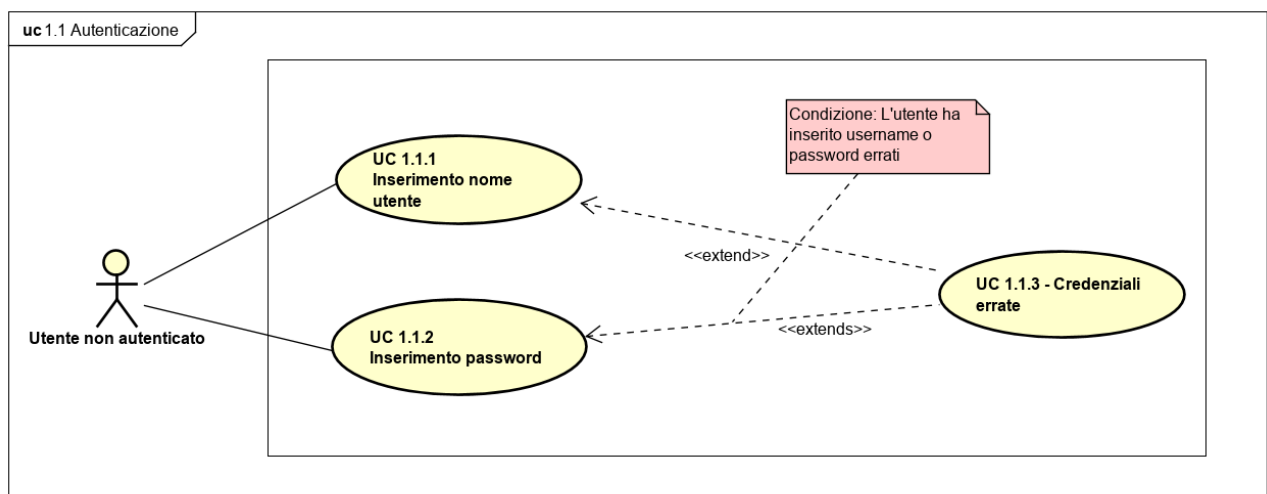 uc 1.1 Autenticazione
Condizione: L'utente ha
inserito username o
password errati
UC 1.1.1
Inserimento nome
utente
<<extend>>
UC 1.1.3 - Credenziali
errate
Utente non autenticato
UC 1.1.2
Inserimento password
<<extends>>